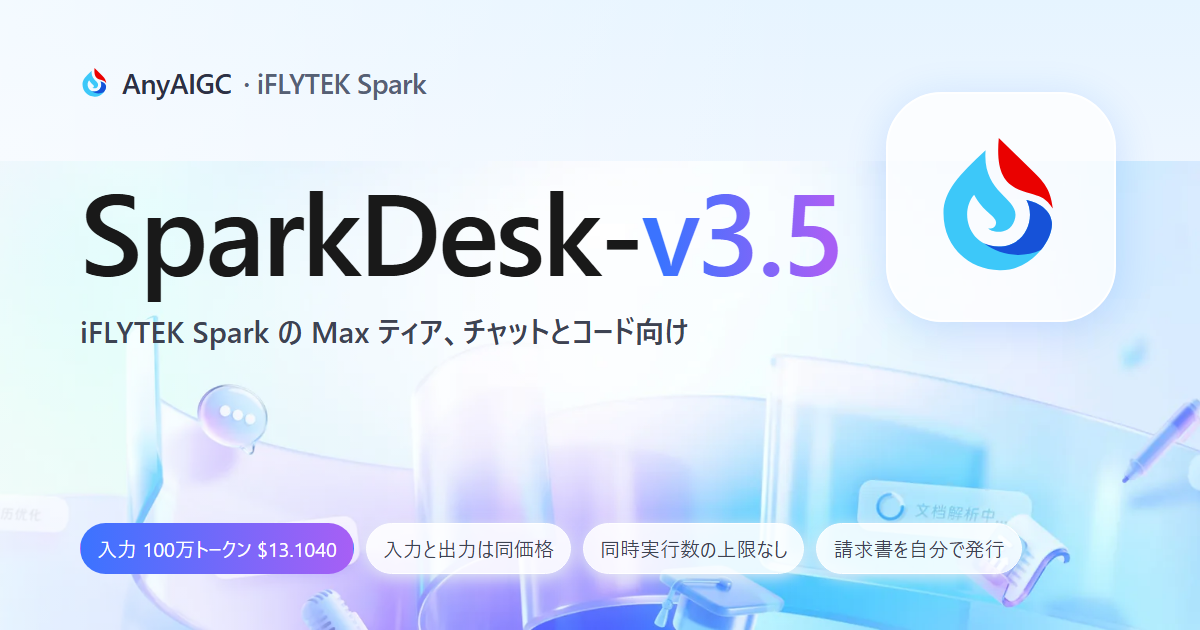 AnyAIGC · iFLYTEK Spark
SparkDesk-v3.5
iFLYTEK Spark の Max ティア、チャットとコード向け
历优化
文档解析中...
入力 100万トークン $13.1040
入力と出力は同価格
同時実行数の上限なし
請求書を自分で発行